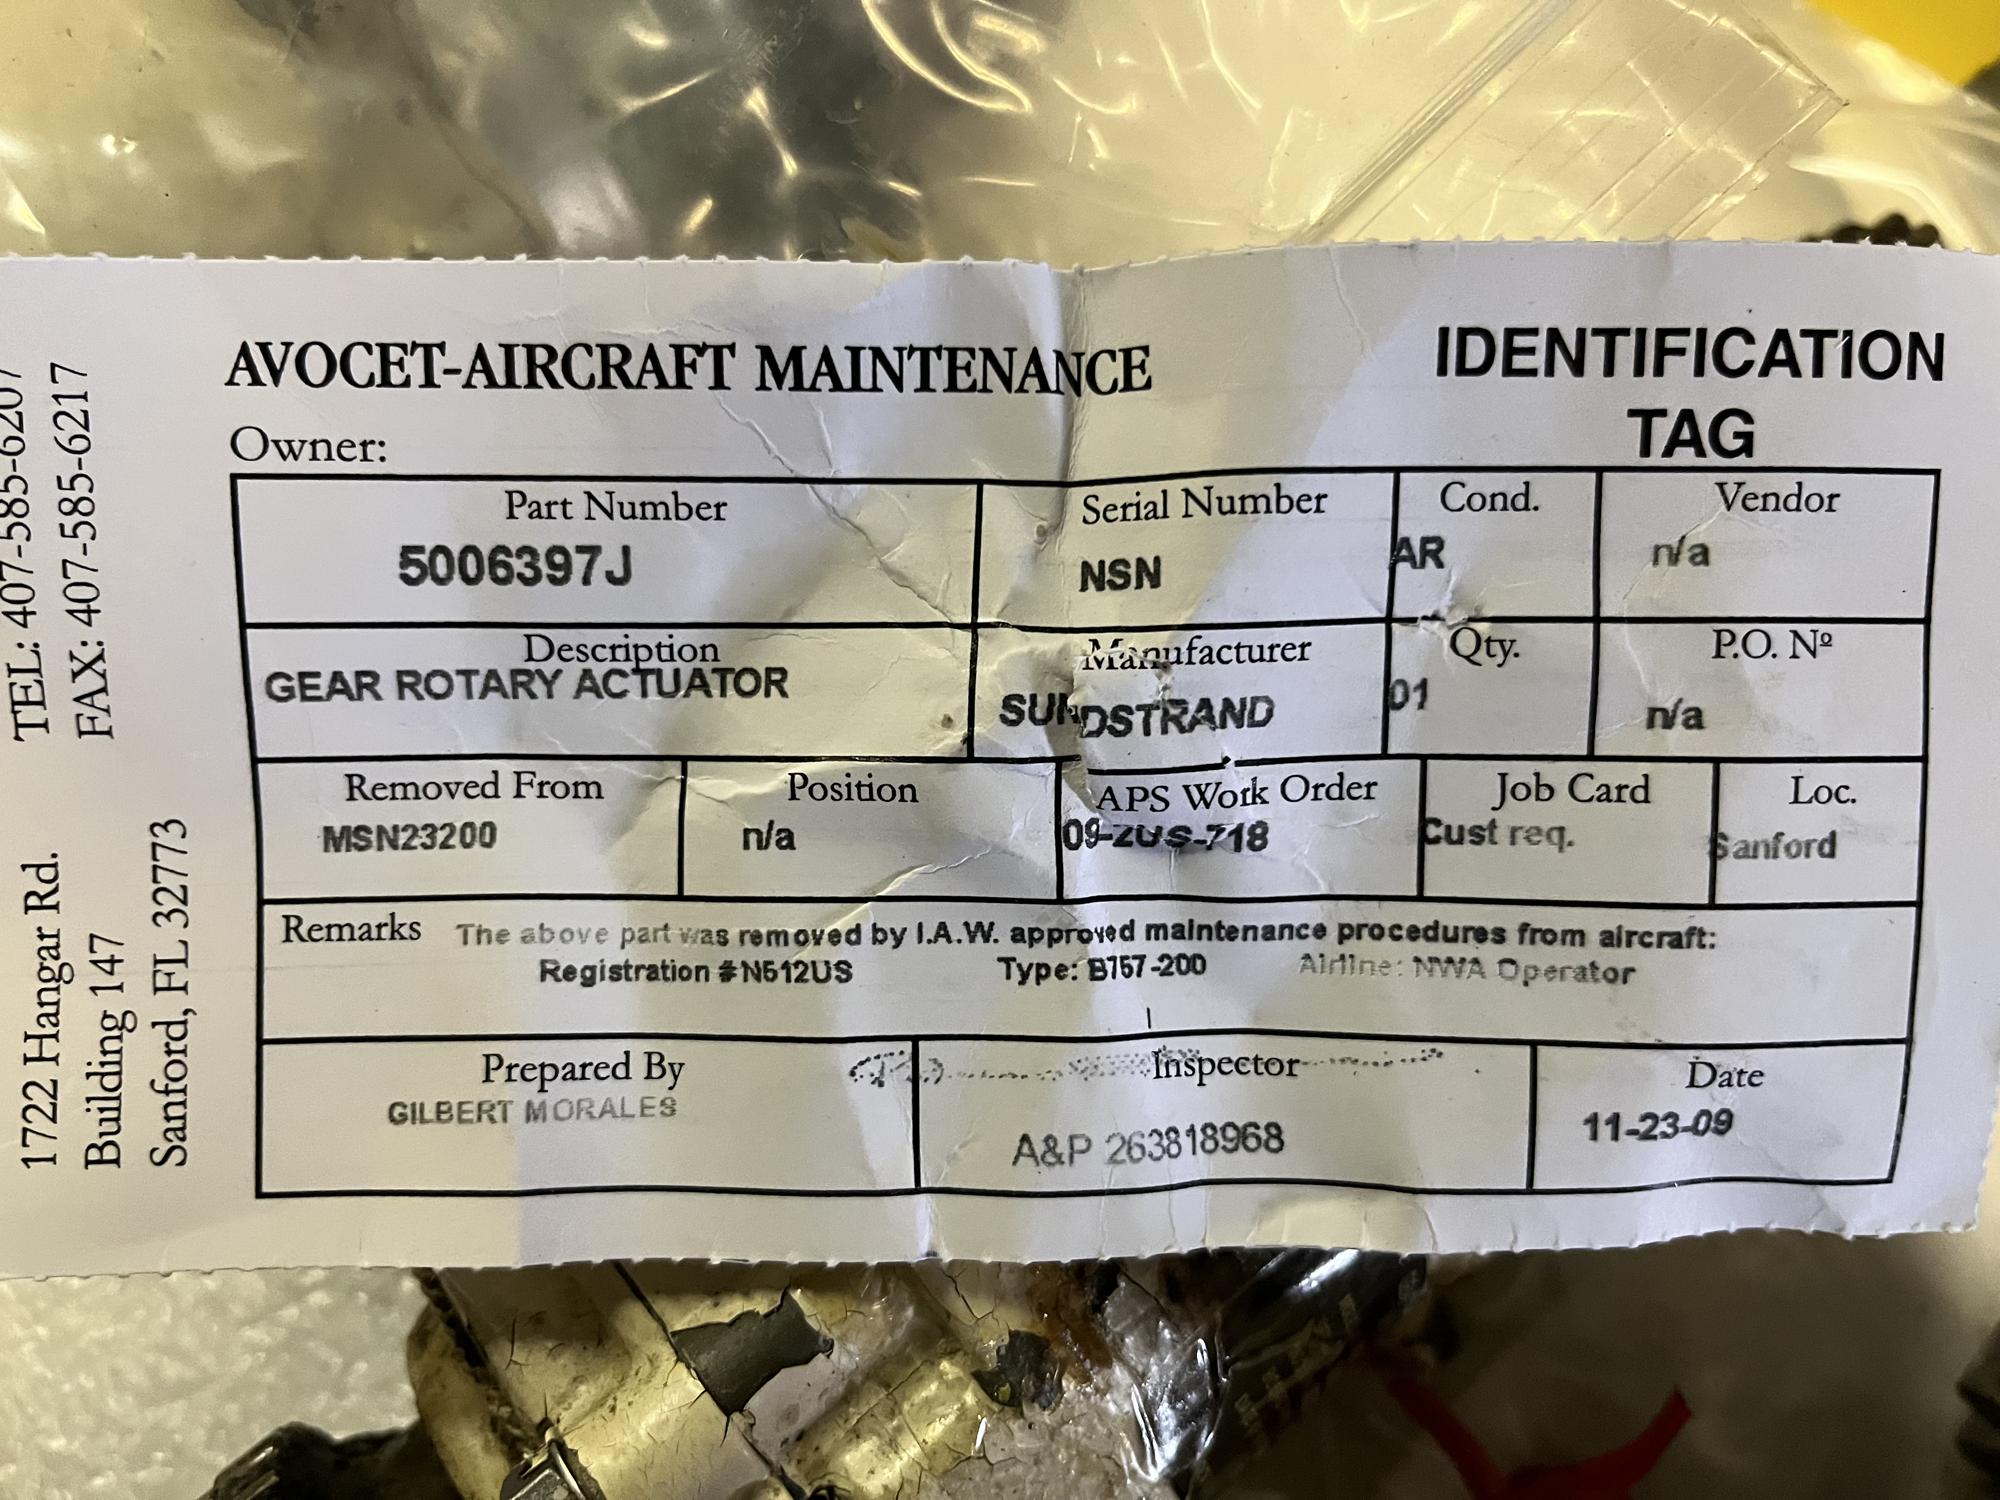 AVOCET-AIRCRAFT MAINTENANCE
IDENTIFICATION
TAG
Owner:
Part Number
5006397J
Serial Number
NSN
Cond.
AR
Vendor
n/a
Description
GEAR ROTARY ACTUATOR
Manufacturer
SUNDSTRAND
Qty.
01
P.O. Nº
n/a
Removed From
MSN23200
Position
n/a
APS Work Order
09-ZUS-718
Job Card
Cust req.
Loc.
Sanford
Remarks The above part was removed by I.A.W. approved maintenance procedures from aircraft:
Registration #N512US Type: B757-200 Airline: NWA Operator
Prepared By
GILBERT MORALES
Inspector
A&P 263818968
Date
11-23-09
TEL: 407-585-6207
FAX: 407-585-6217
1722 Hangar Rd.
Building 147
Sanford, FL 32773